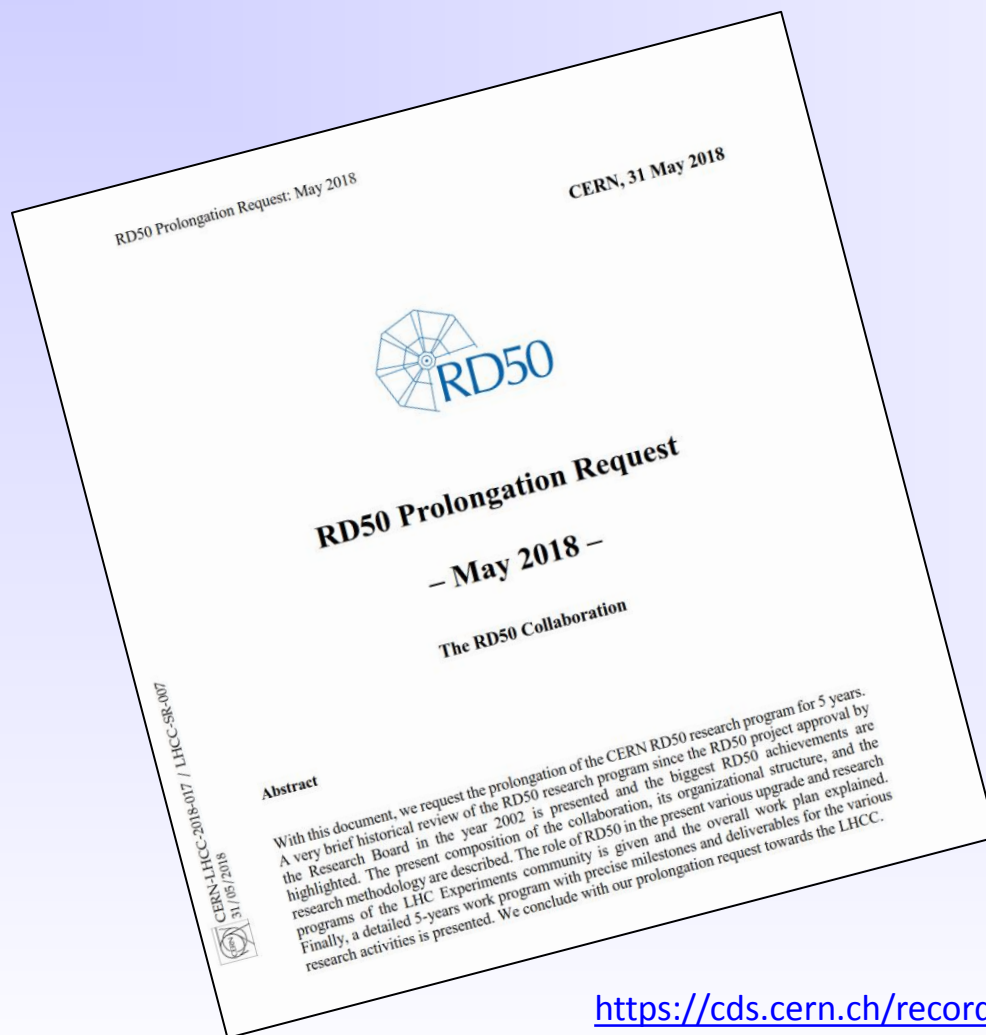 RD50 Prolongation Request: May 2018
CERN, 31 May 2018
RD50
RD50 Prolongation Request
– May 2018 –
The RD50 Collaboration
Abstract
With this document, we request the prolongation of the CERN RD50 research program for 5 years.
A very brief historical review of the RD50 research program since the RD50 project approval by
the Research Board in the year 2002 is presented and the biggest RD50 achievements are
highlighted. The present composition of the collaboration, its organizational structure, and the
research methodology are described. The role of RD50 in the present various upgrade and research
programs of the LHC Experiments community is given and the overall work plan explained.
Finally, a detailed 5-years work program with precise milestones and deliverables for the various
research activities is presented. We conclude with our prolongation request towards the LHCC.
CERN-LHCC-2018-017 / LHCC-SR-007
31/05/2018
https://cds.cern.ch/record